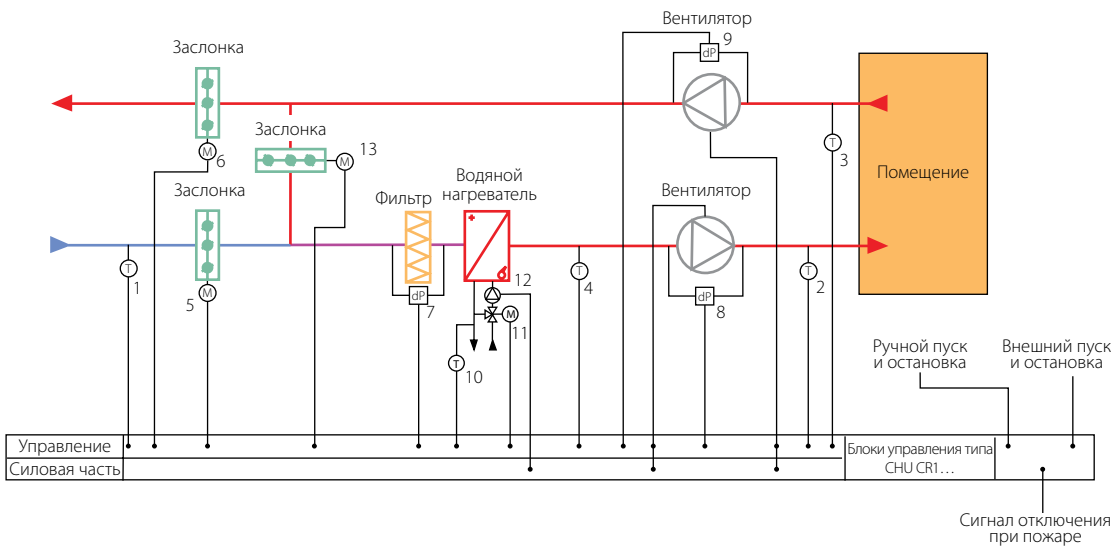 Вентилятор
9
dP
Заслонка
M
6
Заслонка
M
13
T
3
Помещение
Заслонка
Фильтр
Водяной
нагреватель
Вентилятор
T
1
M
5
dP
7
12
M
11
T
10
T
4
dP
8
T
2
Ручной пуск
и остановка
Внешний пуск
и остановка
Управление
Силовая часть
Блоки управления типа
CHU CR1...
Сигнал отключения
при пожаре